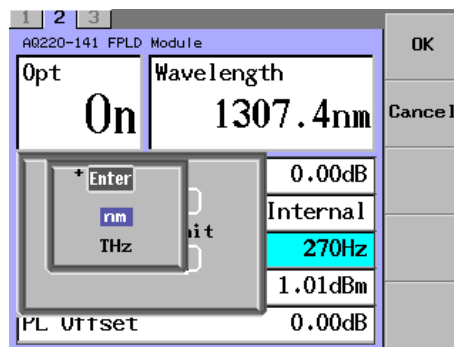 1 2 3
AQ220-141 FPLD Module
Opt
On
Wavelength
1307.4nm
OK
Cancel
Enter
nm
THz
0.00dB
Internal
270Hz
1.01dBm
0.00dB